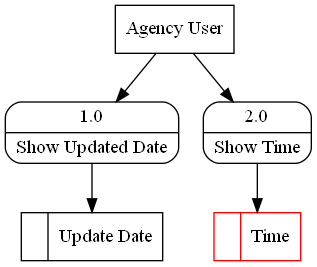 Agency User
1.0
Show Updated Date
2.0
Show Time
Update Date
Time